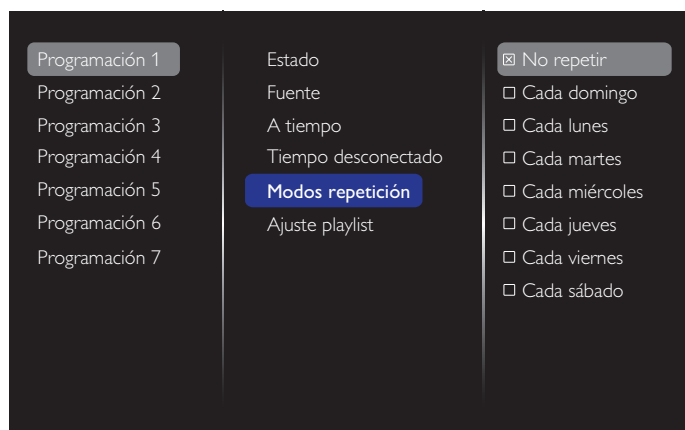 Programación 1
Programación 2
Programación 3
Programación 4
Programación 5
Programación 6
Programación 7
Estado
Fuente
A tiempo
Tiempo desconectado
Modos repetición
Ajuste playlist
No repetir
Cada domingo
Cada lunes
Cada martes
Cada miércoles
Cada jueves
Cada viernes
Cada sábado